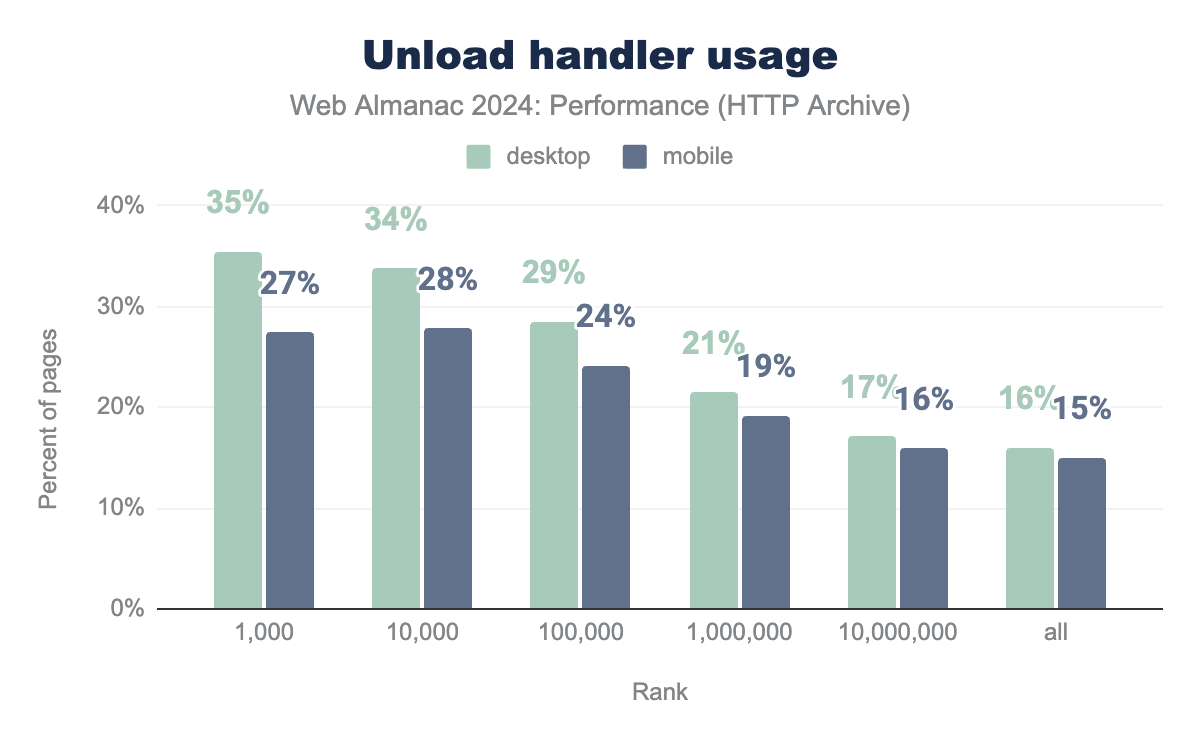 Unload handler usage
Web Almanac 2024: Performance (HTTP Archive)
desktop mobile
40%
30%
20%
10%
0%
Percent of pages
35% 27%
34% 28%
29% 24%
21% 19%
17% 16%
16% 15%
1,000 10,000 100,000 1,000,000 10,000,000 all
Rank